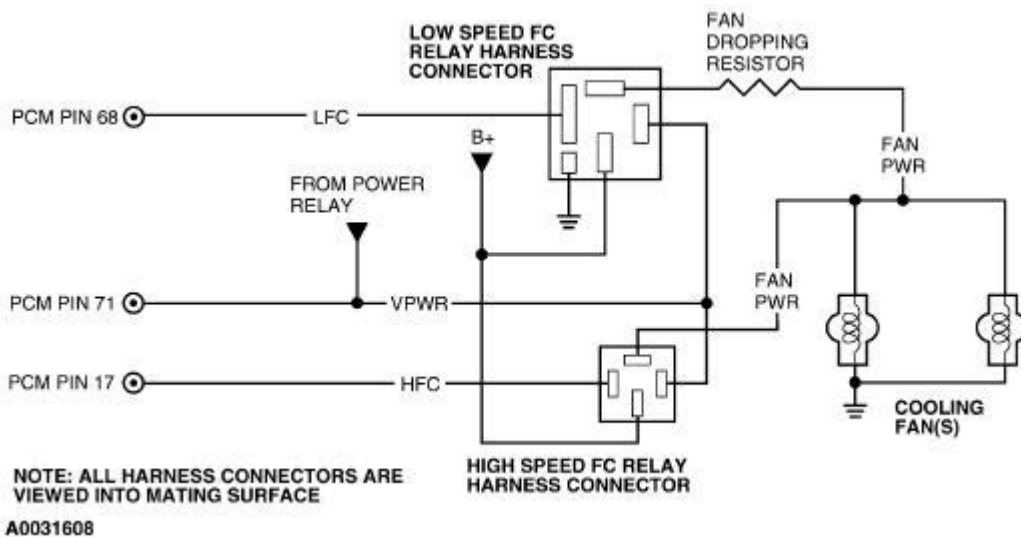 LOW SPEED FC
RELAY HARNESS
CONNECTOR
FAN
DROPPING
RESISTOR
PCM PIN 68
LFC
B+
FAN
PWR
FROM POWER
RELAY
FAN
PWR
PCM PIN 71
VPWR
PCM PIN 17
HFC
COOLING
FAN(S)
NOTE: ALL HARNESS CONNECTORS ARE
VIEWED INTO MATING SURFACE
HIGH SPEED FC RELAY
HARNESS CONNECTOR
A0031608